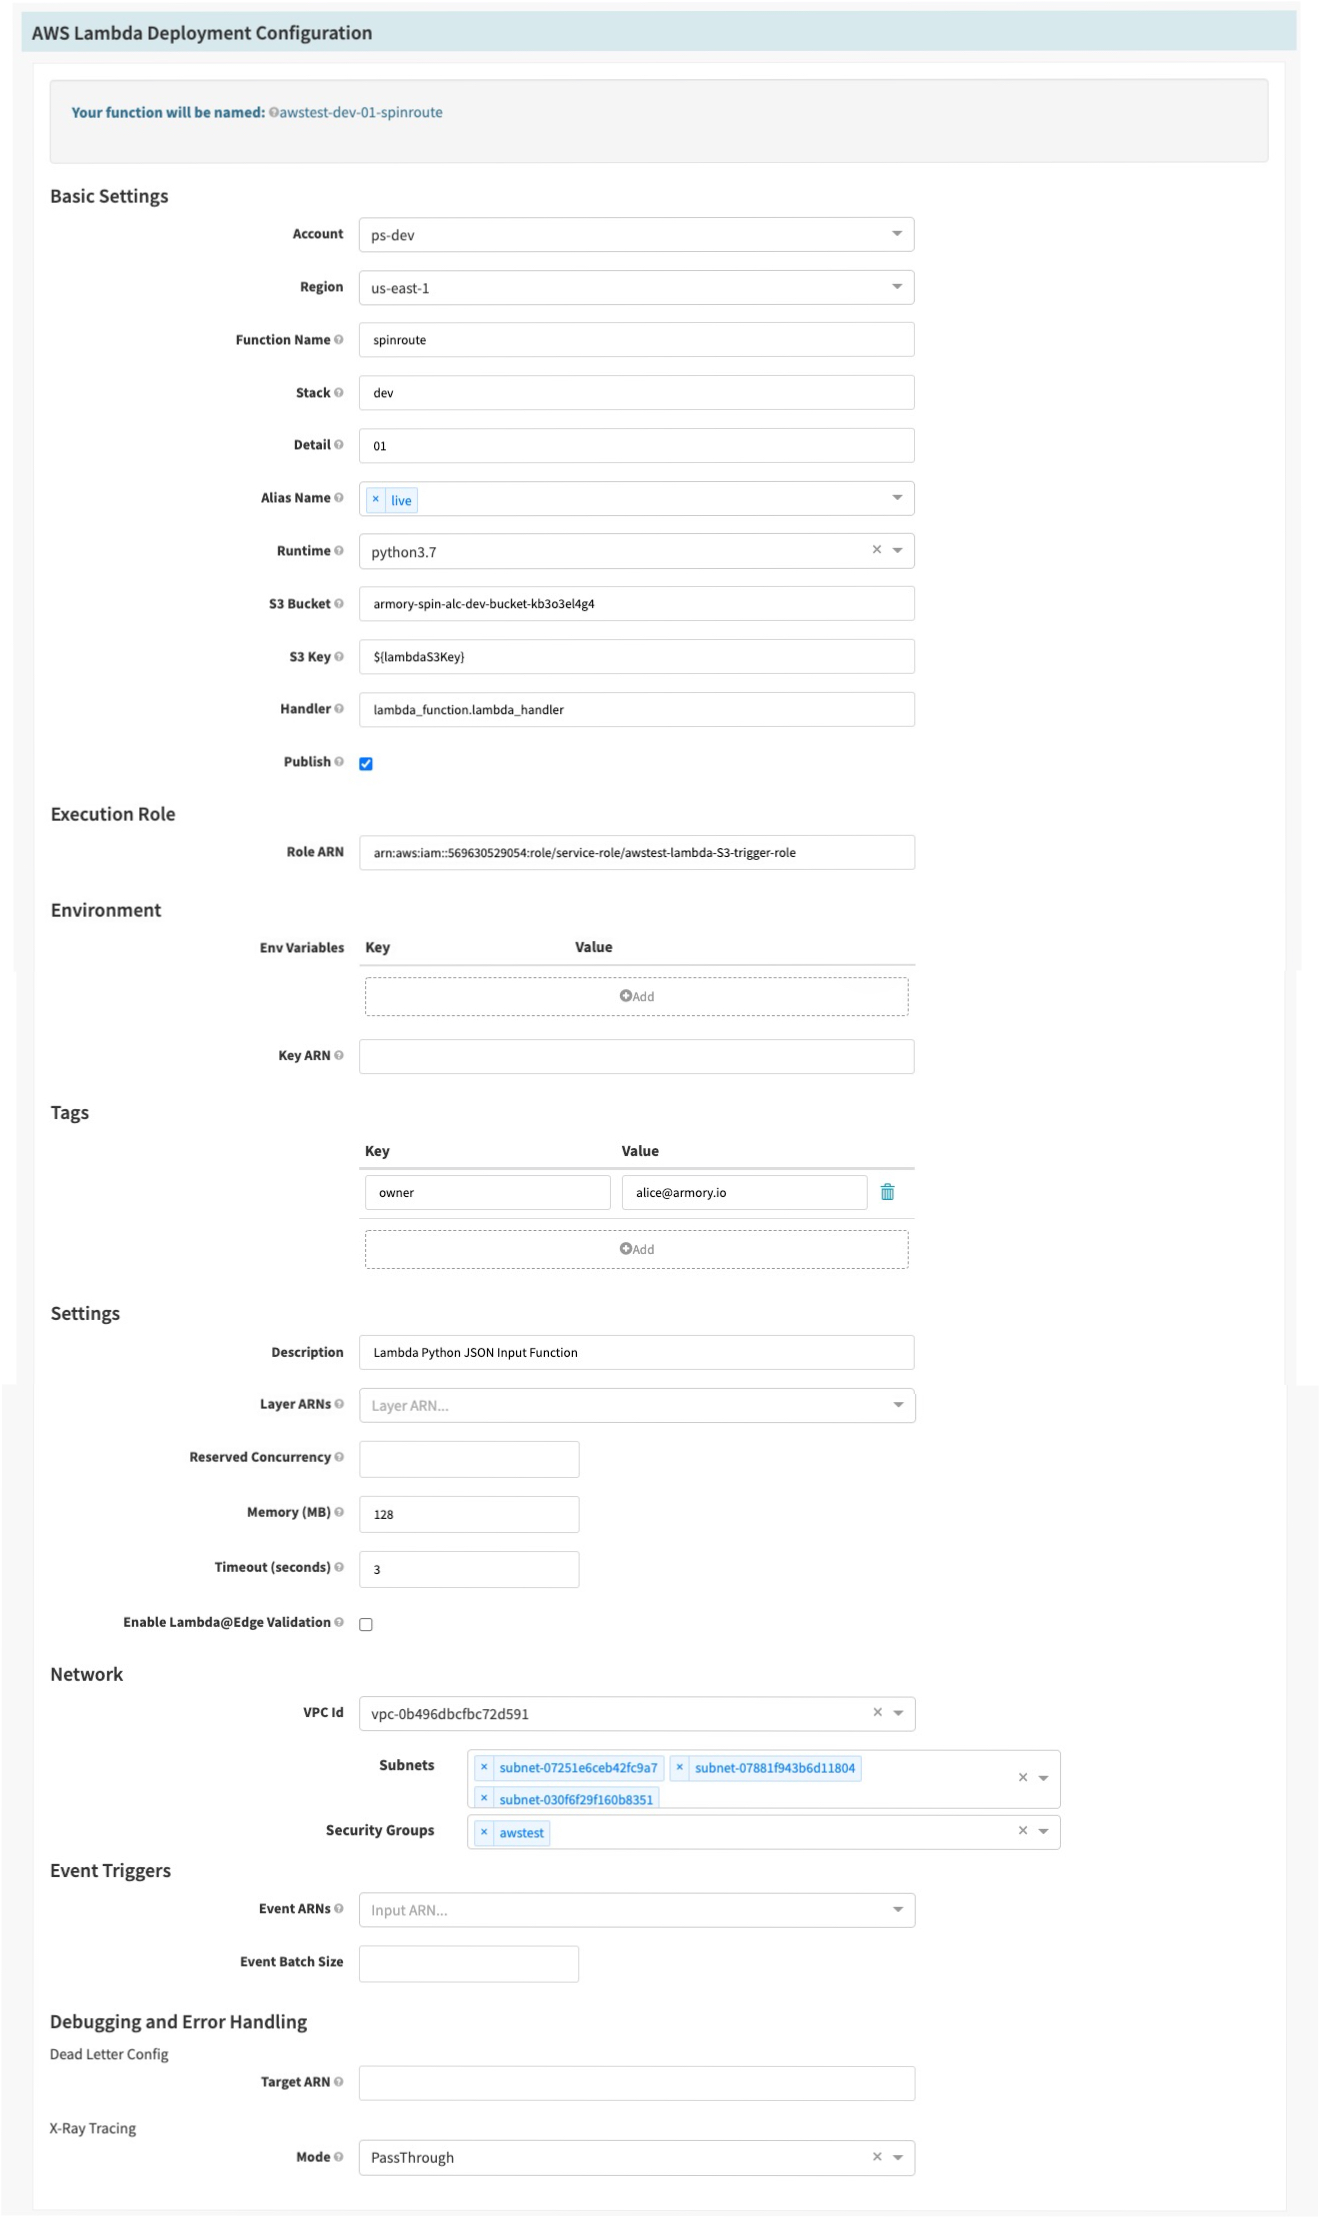 AWS Lambda Deployment Configuration
Your function will be named: awstest-dev-01-spinroute
Basic Settings
Account ps-dev
Region us-east-1
Function Name spinroute
Stack dev
Detail 01
Alias Name × live
Runtime python3.7 ×
S3 Bucket armory-spin-alc-dev-bucket-kb3o3el4g4
S3 Key ${lambdaS3Key}
Handler lambda_function.lambda_handler
Publish
Execution Role
Role ARN arn:aws:iam::569630529054:role/service-role/awstest-lambda-S3-trigger-role
Environment
Env Variables Key Value
Add
Key ARN
Tags
Key Value
owner alice@armory.io
Add
Settings
Description Lambda Python JSON Input Function
Layer ARNs Layer ARN...
Reserved Concurrency
Memory (MB) 128
Timeout (seconds) 3
Enable Lambda@Edge Validation
Network
VPC Id vpc-0b496dbcfbc72d591 ×
Subnets × subnet-07251e6ceb42fc9a7 × subnet-07881f943b6d11804 ×
× subnet-030f6f29f160b8351
Security Groups × awstest ×
Event Triggers
Event ARNs Input ARN...
Event Batch Size
Debugging and Error Handling
Dead Letter Config
Target ARN
X-Ray Tracing
Mode PassThrough ×